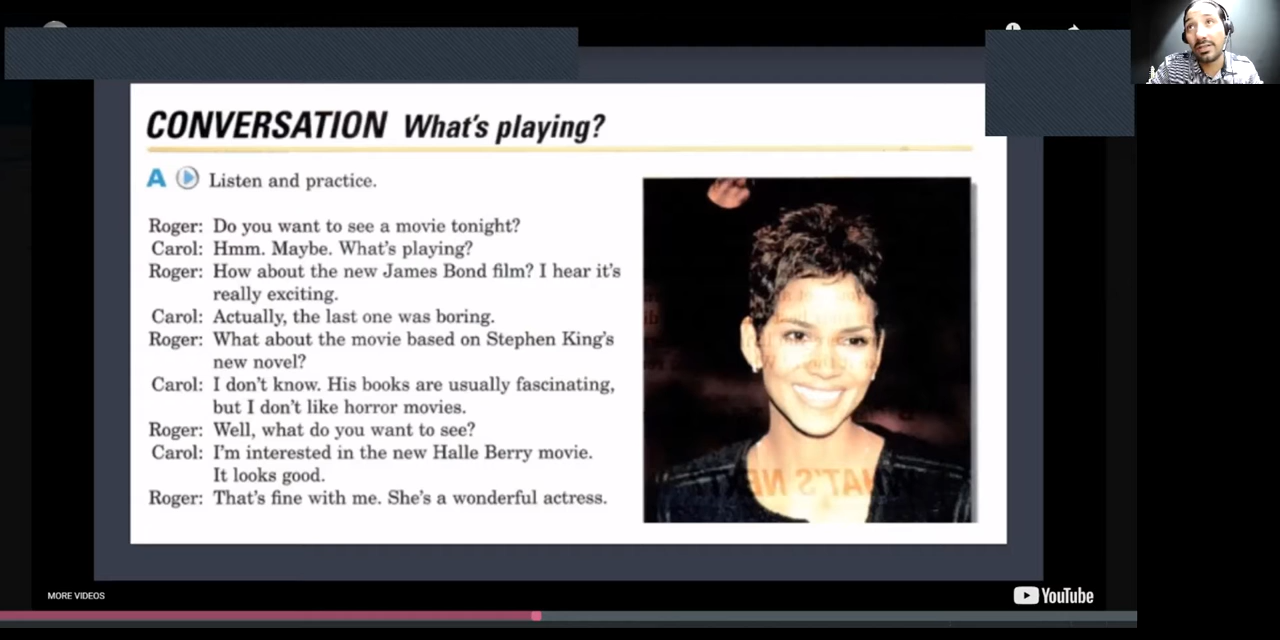 CONVERSATION What's playing?
A Listen and practice.
Roger: Do you want to see a movie tonight?
Carol: Hmm. Maybe. What's playing?
Roger: How about the new James Bond film? I hear it's
really exciting.
Carol: Actually, the last one was boring.
Roger: What about the movie based on Stephen King's
new novel?
Carol: I don't know. His books are usually fascinating,
but I don't like horror movies.
Roger: Well, what do you want to see?
Carol: I'm interested in the new Halle Berry movie.
It looks good.
Roger: That's fine with me. She's a wonderful actress.
WHAT'S NEXT
MORE VIDEOS
YouTube